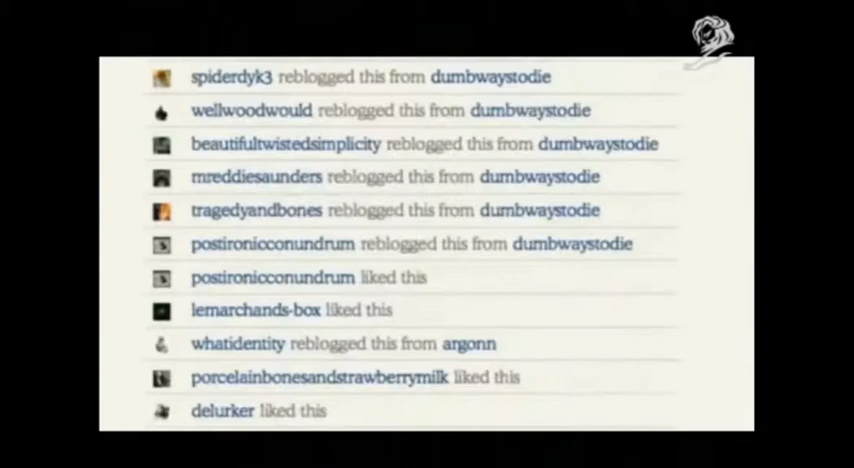 spiderdyk3 reblogged this from dumbwaystodie
wellwoodwould reblogged this from dumbwaystodie
beautifultwistedsimplicity reblogged this from dumbwaystodie
mreddiesaunders reblogged this from dumbwaystodie
tragedyandbones reblogged this from dumbwaystodie
postironicconundrum reblogged this from dumbwaystodie
postironicconundrum liked this
lemarchands-box liked this
whatidentity reblogged this from argonn
porcelainbonesandstrawberrymilk liked this
delurker liked this